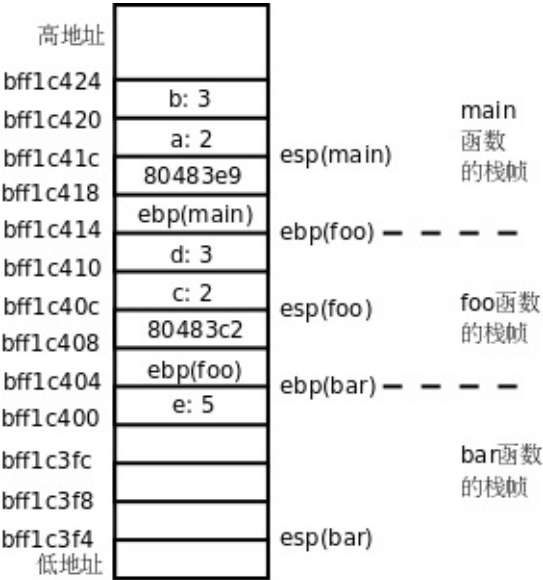 高地址
bff1c424
b: 3
bff1c420
a: 2
bff1c41c
80483e9
esp(main)
main
函数
的栈帧
bff1c418
ebp(main)
bff1c414
ebp(foo)
d: 3
bff1c410
c: 2
bff1c40c
80483c2
esp(foo)
foo函数
的栈帧
bff1c408
ebp(foo)
bff1c404
ebp(bar)
e: 5
bff1c400
bff1c3fc
bar函数
的栈帧
bff1c3f8
bff1c3f4
esp(bar)
低地址